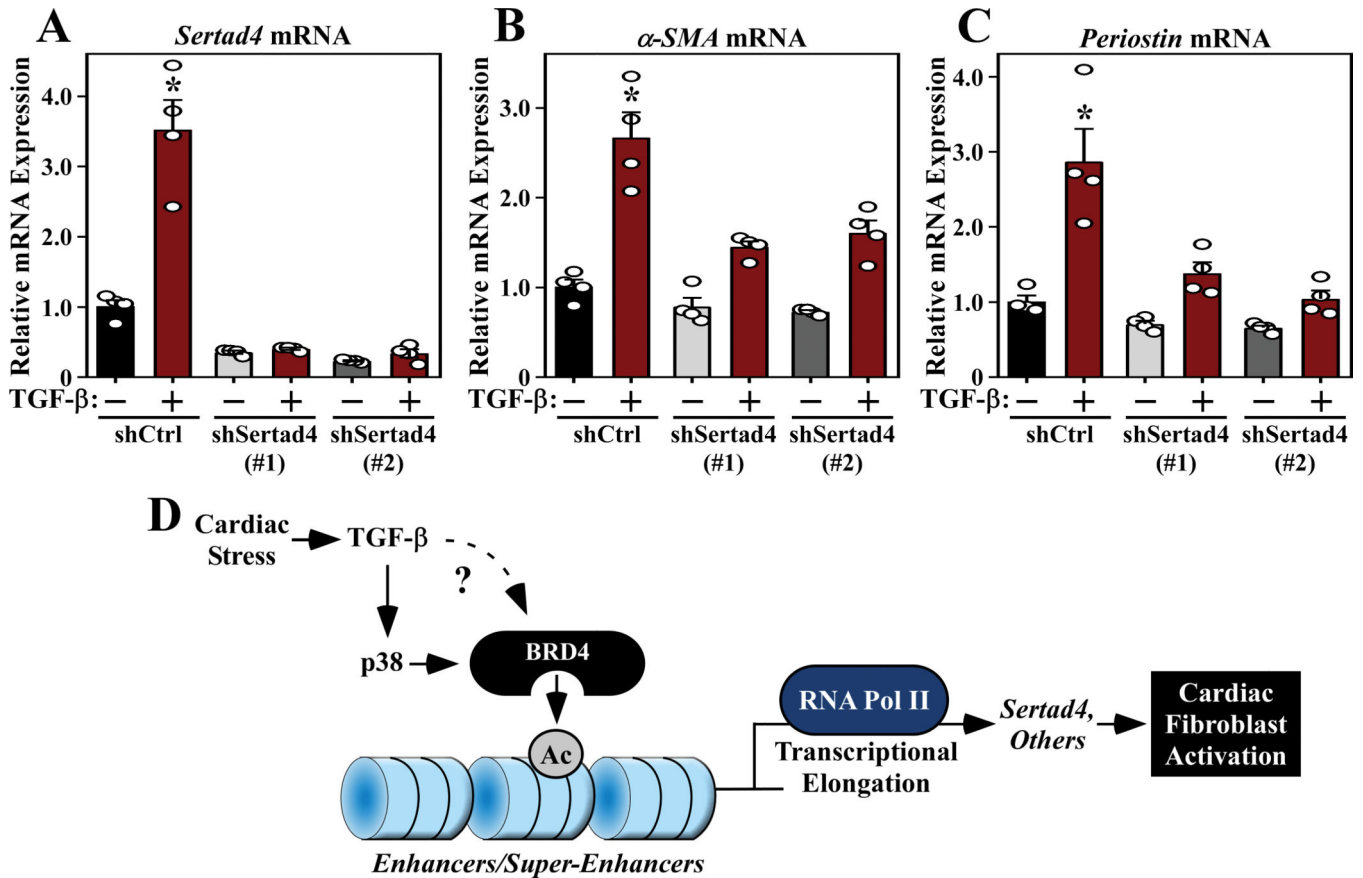 A
Sertad4 mRNA
Relative mRNA Expression
4.0
3.0
2.0
1.0
0
*
TGF-β: − + − + − +
shCtrl shSertad4 shSertad4
(#1) (#2)
B
α-SMA mRNA
Relative mRNA Expression
3.0
2.0
1.0
0
*
TGF-β: − + − + − +
shCtrl shSertad4 shSertad4
(#1) (#2)
C
Periostin mRNA
Relative mRNA Expression
4.0
3.0
2.0
1.0
0
*
TGF-β: − + − + − +
shCtrl shSertad4 shSertad4
(#1) (#2)
D
Cardiac
Stress
TGF-β
?
p38
BRD4
Ac
Enhancers/Super-Enhancers
RNA Pol II
Transcriptional
Elongation
Sertad4,
Others
Cardiac
Fibroblast
Activation